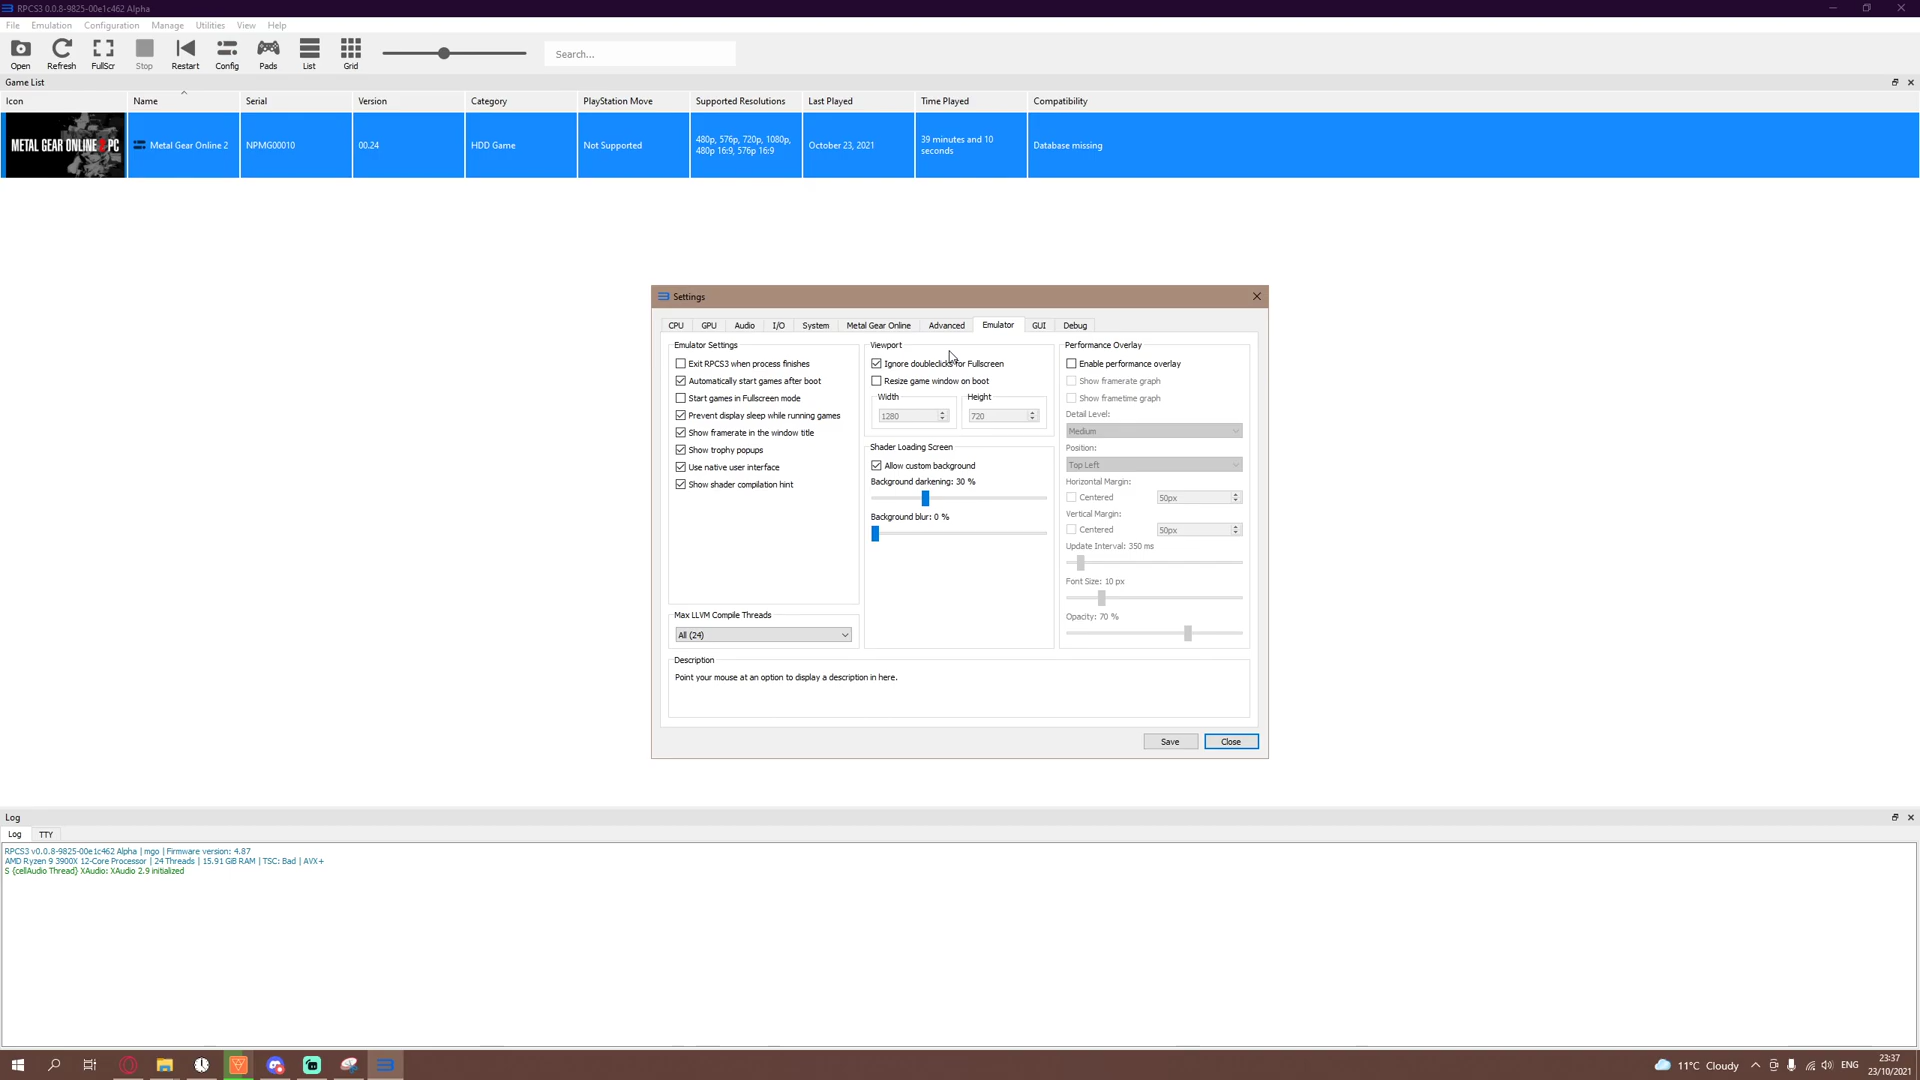 RPCS3 0.0.8-9825-00e1c462 Alpha
File Emulation Configuration Manage Utilities View Help
Open Refresh FullScr Stop Restart Config Pads List Grid Search...
Game List
Icon Name Serial Version Category PlayStation Move Supported Resolutions Last Played Time Played Compatibility
METAL GEAR ONLINE PC Metal Gear Online 2 NPMG00010 00.24 HDD Game Not Supported 480p, 576p, 720p, 1080p, October 23, 2021 39 minutes and 10 Database missing
480p 16:9, 576p 16:9 seconds
Settings
CPU GPU Audio I/O System Metal Gear Online Advanced Emulator GUI Debug
Emulator Settings
Exit RPCS3 when process finishes
Automatically start games after boot
Start games in Fullscreen mode
Prevent display sleep while running games
Show framerate in the window title
Show trophy popups
Use native user interface
Show shader compilation hint
Max LLVM Compile Threads
All (24)
Viewport
Ignore doubleclicks for Fullscreen
Resize game window on boot
Width Height
1280 720
Shader Loading Screen
Allow custom background
Background darkening: 30 %
Background blur: 0 %
Performance Overlay
Enable performance overlay
Show framerate graph
Show frametime graph
Detail Level:
Medium
Position:
Top Left
Horizontal Margin:
Centered 50px
Vertical Margin:
Centered 50px
Update Interval: 350 ms
Font Size: 10 px
Opacity: 70 %
Description
Point your mouse at an option to display a description in here.
Save Close
Log
Log TTY
RPCS3 v0.0.8-9825-00e1c462 Alpha | mgo | Firmware version: 4.87
AMD Ryzen 9 3900X 12-Core Processor | 24 Threads | 15.91 GiB RAM | TSC: Bad | AVX+
S {cellAudio Thread} XAudio: XAudio 2.9 initialized
11°C Cloudy ENG 23:37
23/10/2021